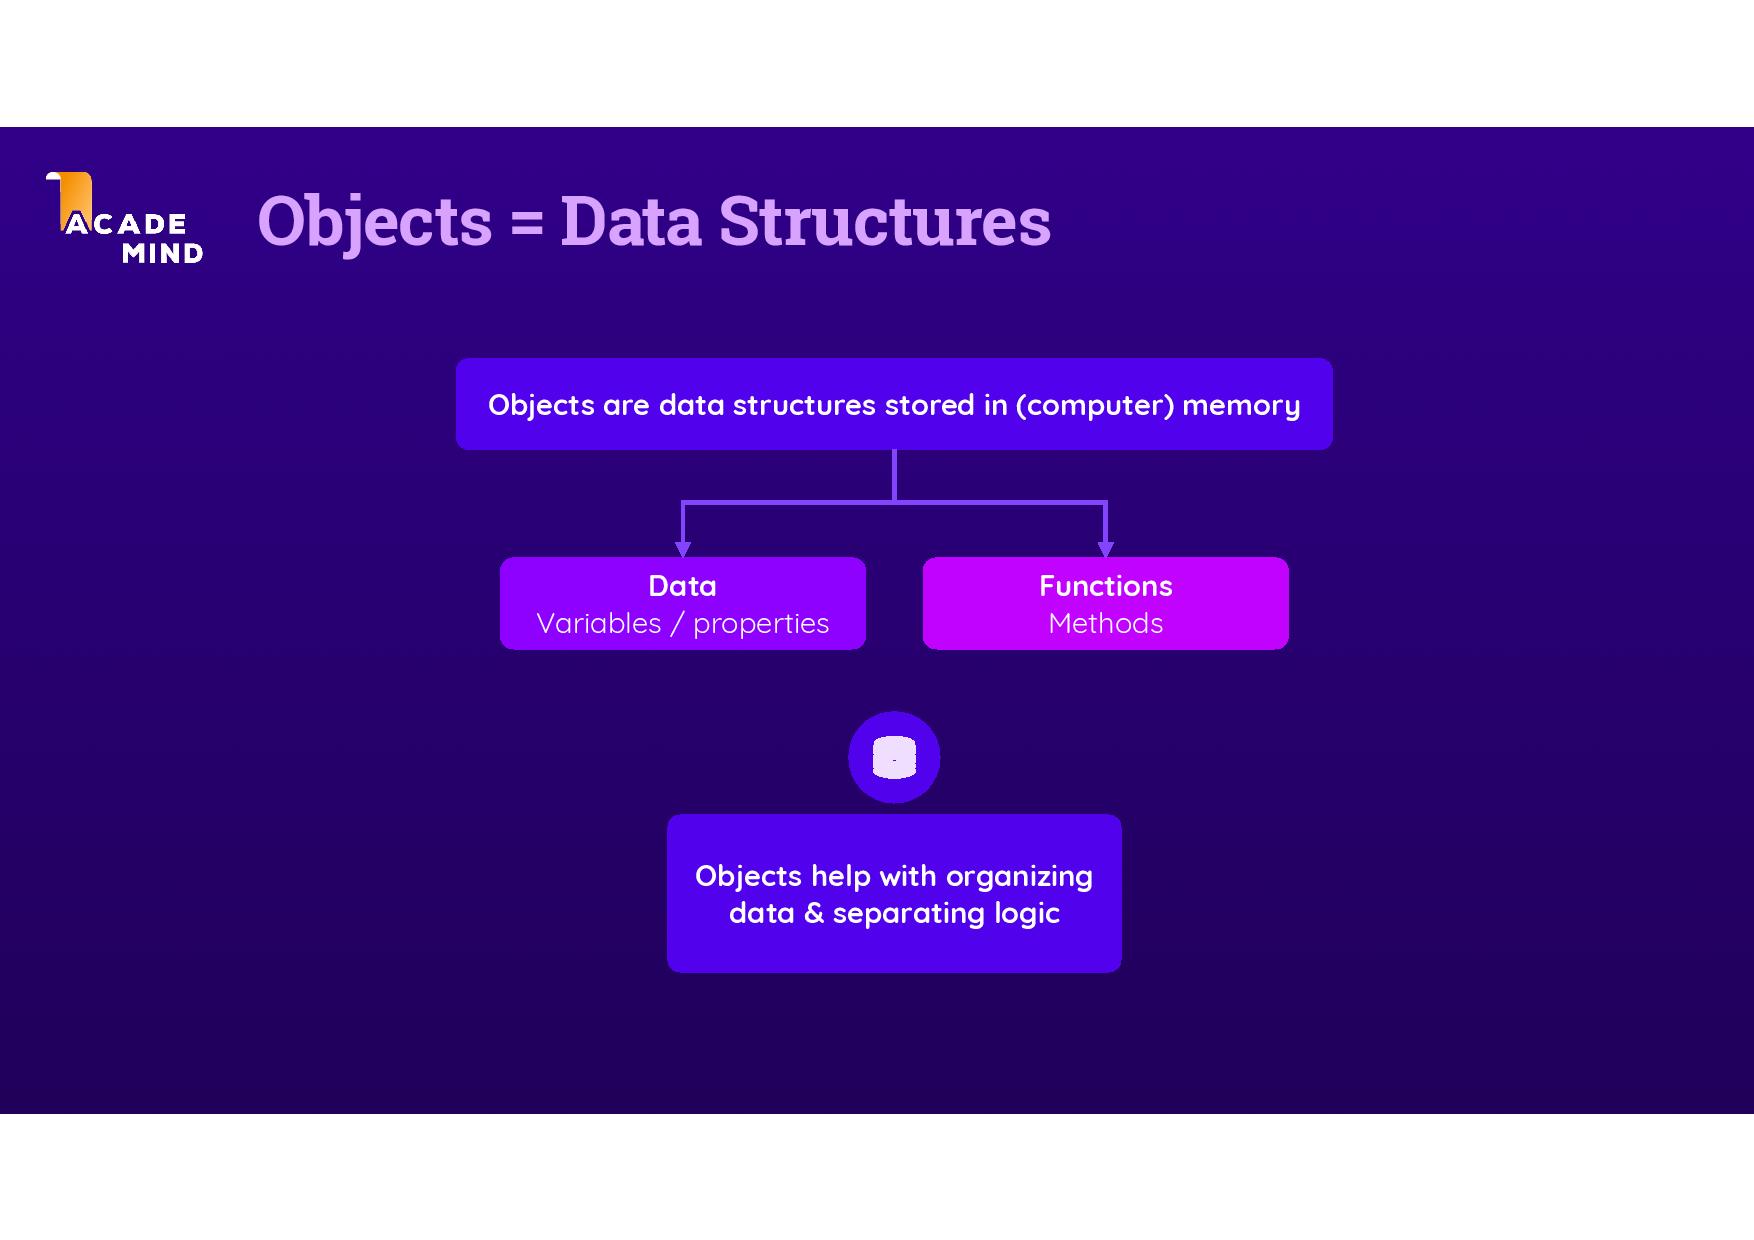 ACADE
MIND
Objects = Data Structures
Objects are data structures stored in (computer) memory
Data
Variables / properties
Functions
Methods
Objects help with organizing
data & separating logic